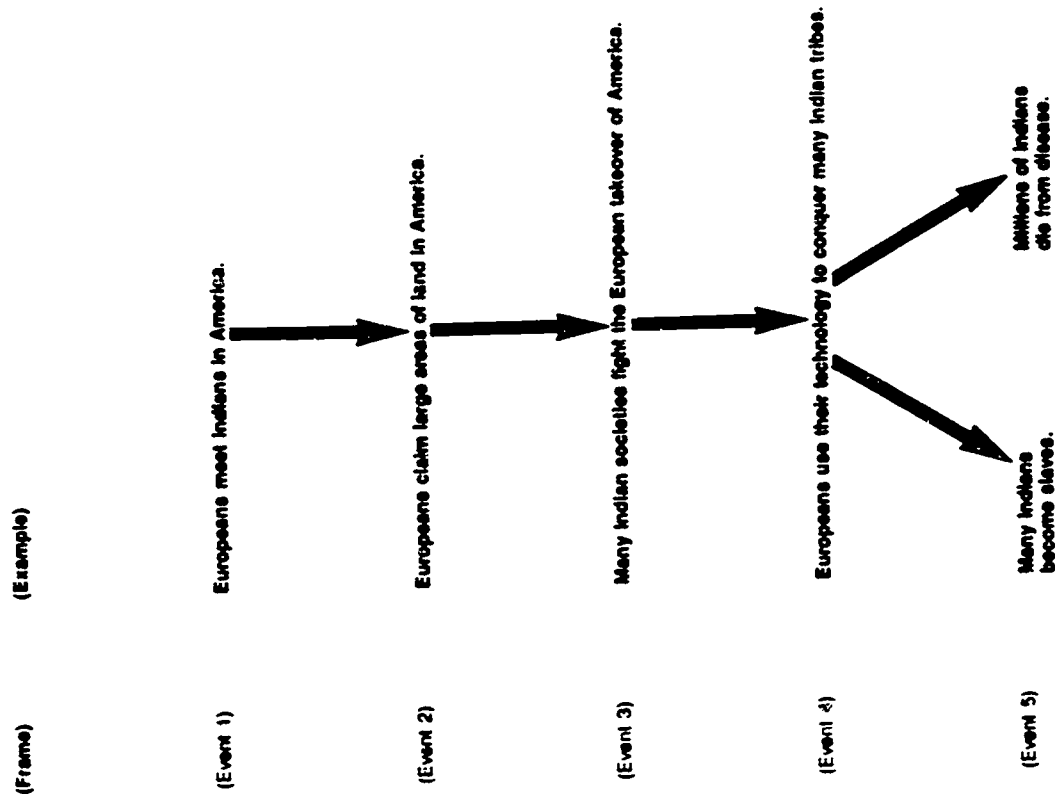 (Frame)
(Example)
(Event 1)
Europeans meet Indians in America.
(Event 2)
Europeans claim large areas of land in America.
(Event 3)
Many Indian societies fight the European takeover of America.
(Event 4)
Europeans use their technology to conquer many Indian tribes.
(Event 5)
Many Indians
become slaves.
Millions of Indians
die from disease.